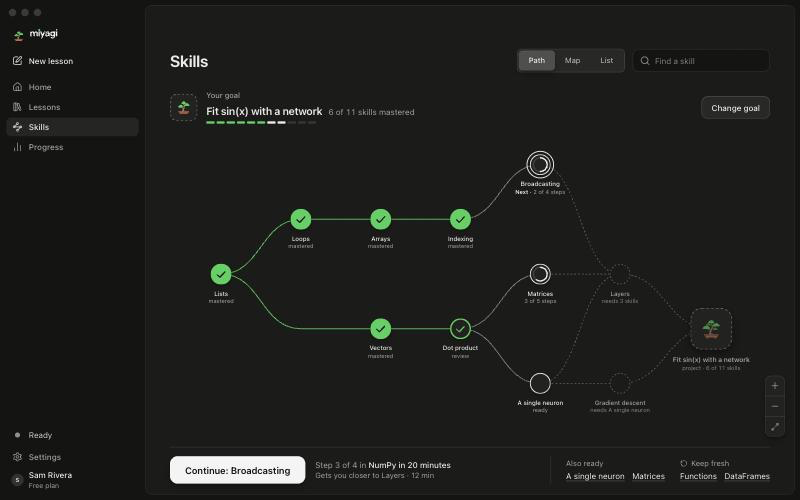 miyagi
New lesson
Home
Lessons
Skills
Progress
Ready
Settings
S
Sam Rivera
Free plan
Skills
Path
Map
List
Find a skill
Your goal
Fit sin(x) with a network 6 of 11 skills mastered
Change goal
Broadcasting
Next · 2 of 4 steps
Loops
mastered
Arrays
mastered
Indexing
mastered
Lists
mastered
Matrices
3 of 5 steps
Layers
needs 3 skills
Vectors
mastered
Dot product
review
Fit sin(x) with a network
project · 6 of 11 skills
A single neuron
ready
Gradient descent
needs A single neuron
+
−
Continue: Broadcasting
Step 3 of 4 in NumPy in 20 minutes
Gets you closer to Layers · 12 min
Also ready
A single neuron Matrices
Keep fresh
Functions DataFrames